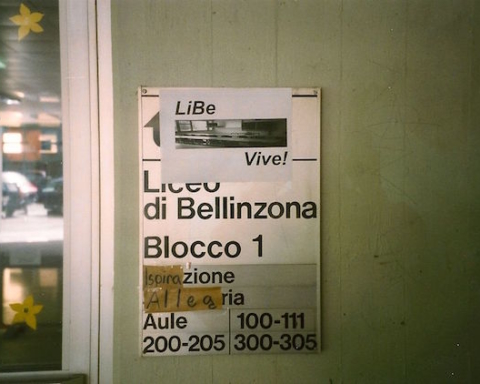 LiBe
Vive!
Liceo
di Bellinzona
Blocco 1
Ispirazione
Allegria
Aule 100-111
200-205 300-305